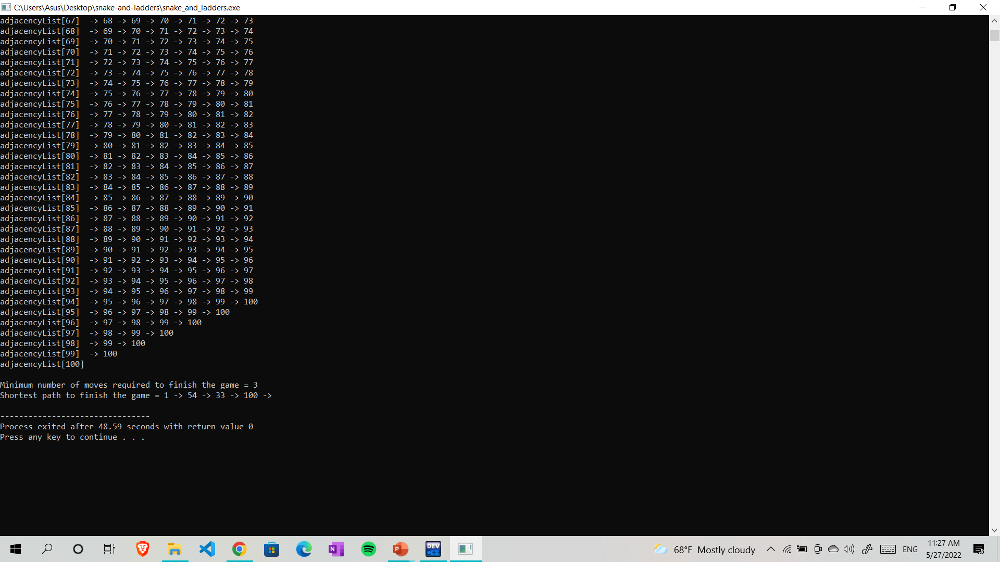 C:\Users\Asus\Desktop\snake-and-ladders\snake_and_ladders.exe
adjacencyList[67]  -> 68 -> 69 -> 70 -> 71 -> 72 -> 73
adjacencyList[68]  -> 69 -> 70 -> 71 -> 72 -> 73 -> 74
adjacencyList[69]  -> 70 -> 71 -> 72 -> 73 -> 74 -> 75
adjacencyList[70]  -> 71 -> 72 -> 73 -> 74 -> 75 -> 76
adjacencyList[71]  -> 72 -> 73 -> 74 -> 75 -> 76 -> 77
adjacencyList[72]  -> 73 -> 74 -> 75 -> 76 -> 77 -> 78
adjacencyList[73]  -> 74 -> 75 -> 76 -> 77 -> 78 -> 79
adjacencyList[74]  -> 75 -> 76 -> 77 -> 78 -> 79 -> 80
adjacencyList[75]  -> 76 -> 77 -> 78 -> 79 -> 80 -> 81
adjacencyList[76]  -> 77 -> 78 -> 79 -> 80 -> 81 -> 82
adjacencyList[77]  -> 78 -> 79 -> 80 -> 81 -> 82 -> 83
adjacencyList[78]  -> 79 -> 80 -> 81 -> 82 -> 83 -> 84
adjacencyList[79]  -> 80 -> 81 -> 82 -> 83 -> 84 -> 85
adjacencyList[80]  -> 81 -> 82 -> 83 -> 84 -> 85 -> 86
adjacencyList[81]  -> 82 -> 83 -> 84 -> 85 -> 86 -> 87
adjacencyList[82]  -> 83 -> 84 -> 85 -> 86 -> 87 -> 88
adjacencyList[83]  -> 84 -> 85 -> 86 -> 87 -> 88 -> 89
adjacencyList[84]  -> 85 -> 86 -> 87 -> 88 -> 89 -> 90
adjacencyList[85]  -> 86 -> 87 -> 88 -> 89 -> 90 -> 91
adjacencyList[86]  -> 87 -> 88 -> 89 -> 90 -> 91 -> 92
adjacencyList[87]  -> 88 -> 89 -> 90 -> 91 -> 92 -> 93
adjacencyList[88]  -> 89 -> 90 -> 91 -> 92 -> 93 -> 94
adjacencyList[89]  -> 90 -> 91 -> 92 -> 93 -> 94 -> 95
adjacencyList[90]  -> 91 -> 92 -> 93 -> 94 -> 95 -> 96
adjacencyList[91]  -> 92 -> 93 -> 94 -> 95 -> 96 -> 97
adjacencyList[92]  -> 93 -> 94 -> 95 -> 96 -> 97 -> 98
adjacencyList[93]  -> 94 -> 95 -> 96 -> 97 -> 98 -> 99
adjacencyList[94]  -> 95 -> 96 -> 97 -> 98 -> 99 -> 100
adjacencyList[95]  -> 96 -> 97 -> 98 -> 99 -> 100
adjacencyList[96]  -> 97 -> 98 -> 99 -> 100
adjacencyList[97]  -> 98 -> 99 -> 100
adjacencyList[98]  -> 99 -> 100
adjacencyList[99]  -> 100
adjacencyList[100]
Minimum number of moves required to finish the game = 3
Shortest path to finish the game = 1 -> 54 -> 33 -> 100 ->
--------------------------------
Process exited after 48.59 seconds with return value 0
Press any key to continue . . .
N
P
DEV
C++
68°F Mostly cloudy
ENG
11:27 AM
5/27/2022